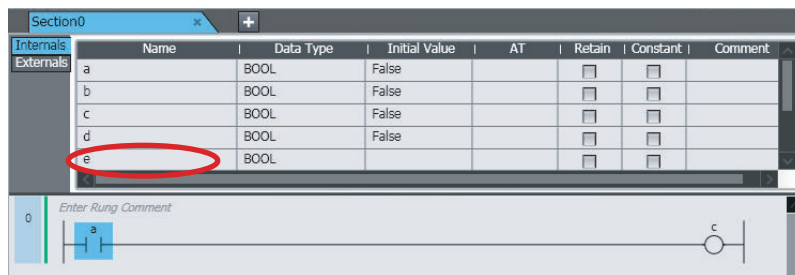 Section0 × +
Internals
Externals
Name Data Type Initial Value AT Retain Constant Comment
a BOOL False
b BOOL False
c BOOL False
d BOOL False
e BOOL
0 Enter Rung Comment
a c